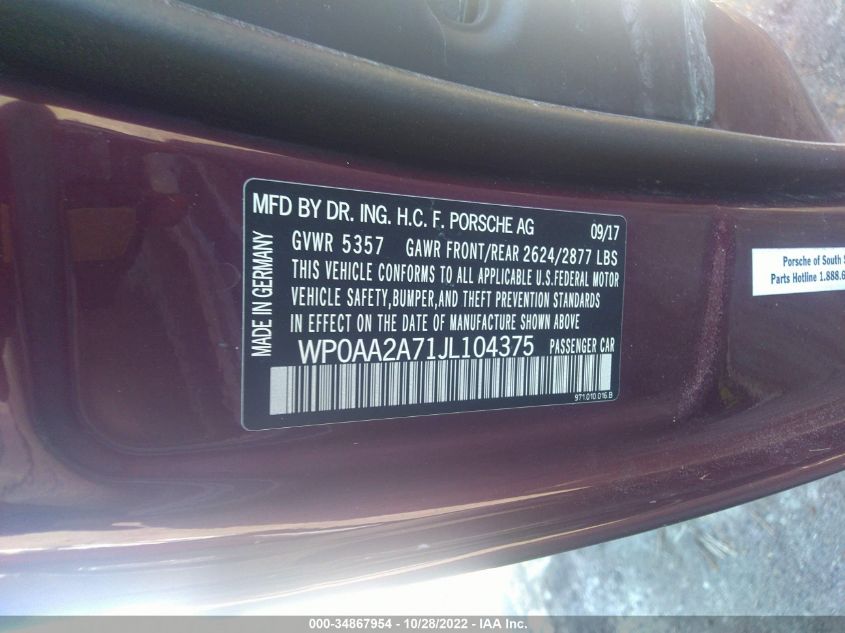 MFD BY DR. ING. H.C. F. PORSCHE AG 09/17
GVWR 5357 GAWR FRONT/REAR 2624/2877 LBS
THIS VEHICLE CONFORMS TO ALL APPLICABLE U.S.FEDERAL MOTOR
VEHICLE SAFETY,BUMPER,AND THEFT PREVENTION STANDARDS
IN EFFECT ON THE DATE OF MANUFACTURE SHOWN ABOVE
WP0AA2A71JL104375 PASSENGER CAR
971.010.016.B
MADE IN GERMANY
Porsche of South
Parts Hotline 1.888.6
000-34867954 - 10/28/2022 - IAA Inc.